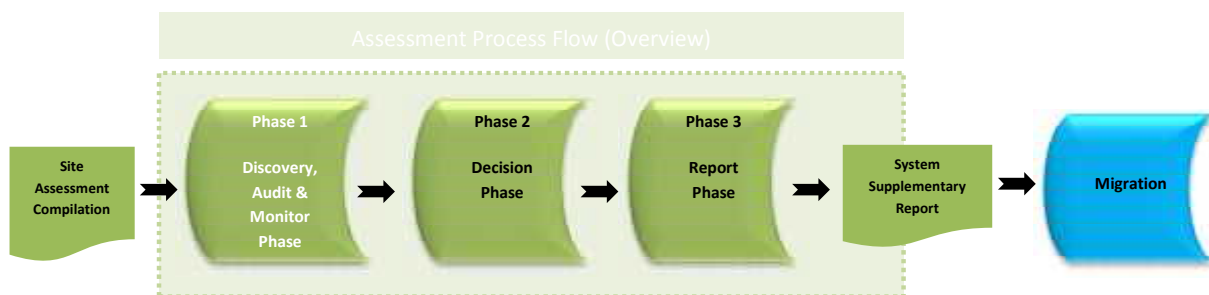 Assessment Process Flow (Overview)
Site
Assessment
Compilation
Phase 1
Discovery,
Audit &
Monitor
Phase
Phase 2
Decision
Phase
Phase 3
Report
Phase
System
Supplementary
Report
Migration